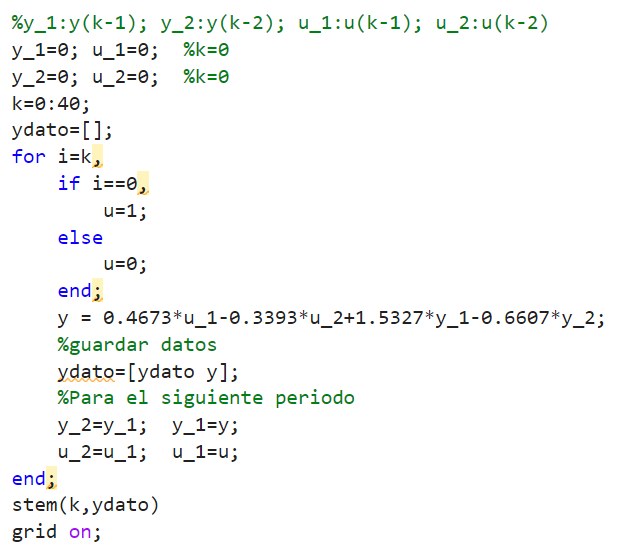 %y_1:y(k-1); y_2:y(k-2); u_1:u(k-1); u_2:u(k-2)
y_1=0; u_1=0;  %k=0
y_2=0; u_2=0;  %k=0
k=0:40;
ydato=[];
for i=k,
    if i==0,
        u=1;
    else
        u=0;
    end;
    y = 0.4673*u_1-0.3393*u_2+1.5327*y_1-0.6607*y_2;
    %guardar datos
    ydato=[ydato y];
    %Para el siguiente periodo
    y_2=y_1;  y_1=y;
    u_2=u_1;  u_1=u;
end;
stem(k,ydato)
grid on;